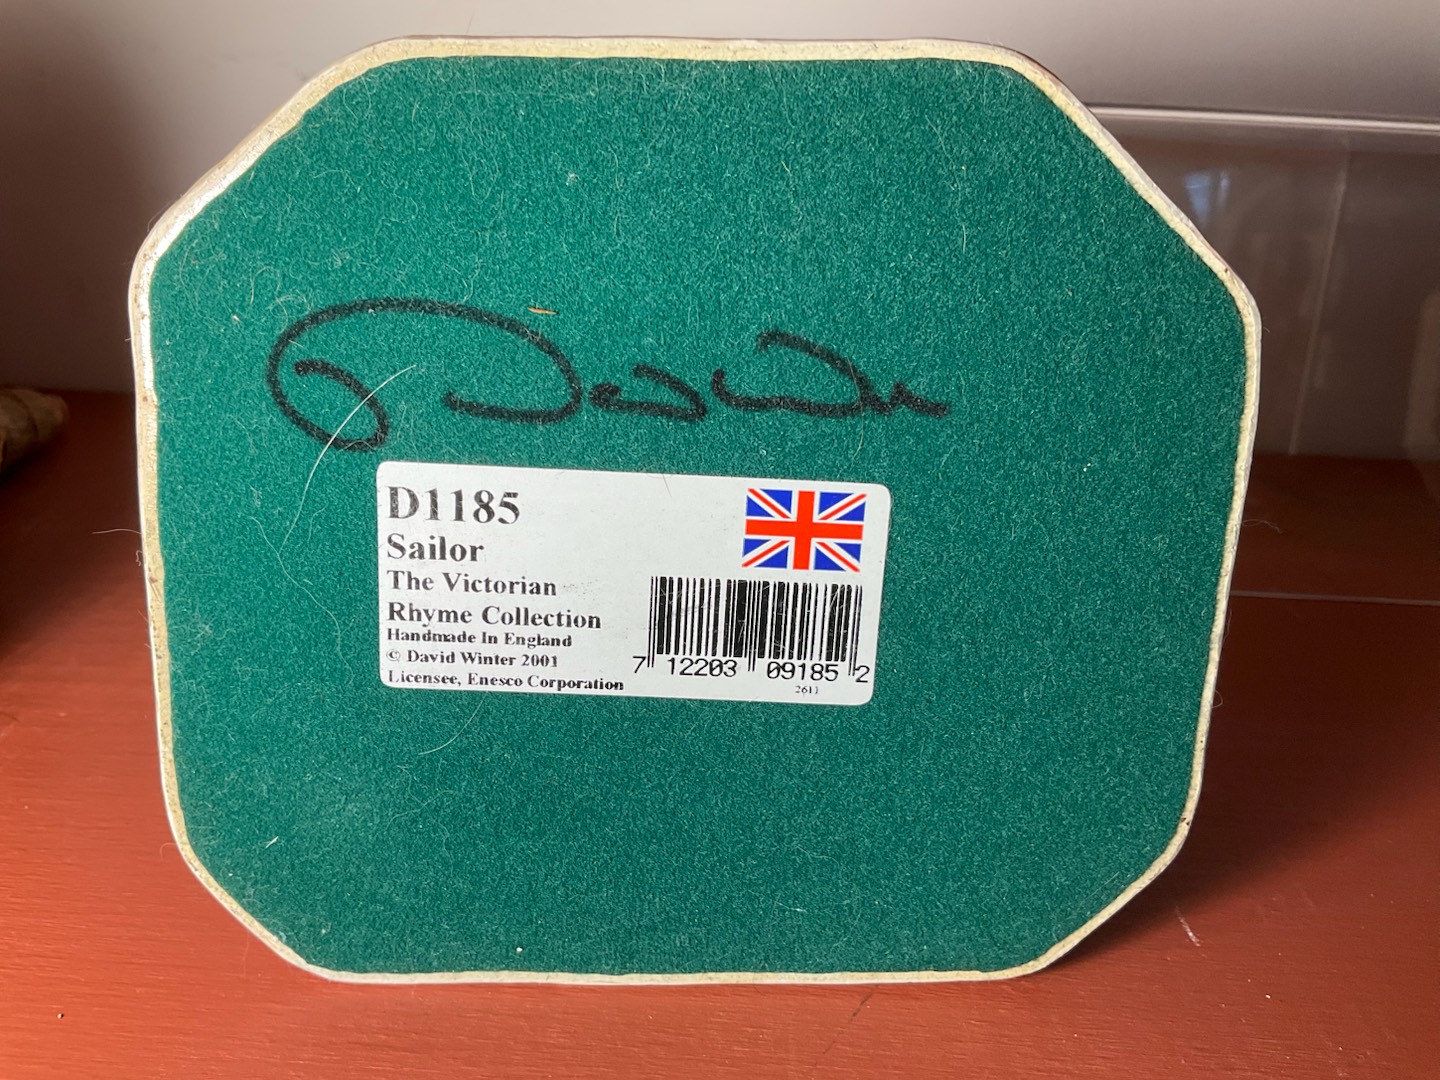 D1185
Sailor
The Victorian
Rhyme Collection
Handmade In England
© David Winter 2001
Licensee, Enesco Corporation
7 12203 09185 2
2611